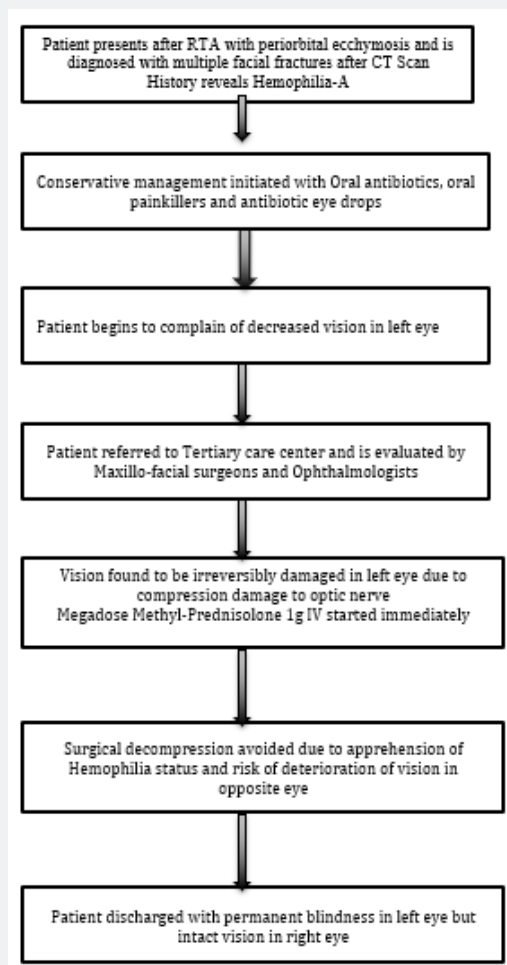 Patient presents after RTA with periorbital ecchymosis and is
diagnosed with multiple facial fractures after CT Scan
History reveals Hemophilia-A
Conservative management initiated with Oral antibiotics, oral
painkillers and antibiotic eye drops
Patient begins to complain of decreased vision in left eye
Patient referred to Tertiary care center and is evaluated by
Maxillo-facial surgeons and Ophthalmologists
Vision found to be irreversibly damaged in left eye due to
compression damage to optic nerve
Megadose Methyl-Prednisolone 1g IV started immediately
Surgical decompression avoided due to apprehension of
Hemophilia status and risk of deterioration of vision in
opposite eye
Patient discharged with permanent blindness in left eye but
intact vision in right eye